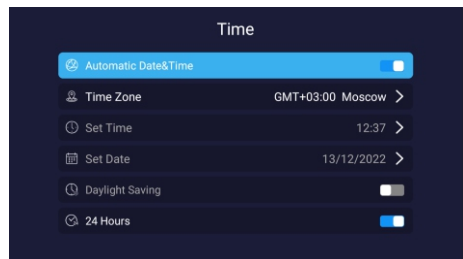 Time
Automatic Date&Time
Time Zone GMT+03:00 Moscow
Set Time 12:37
Set Date 13/12/2022
Daylight Saving
24 Hours